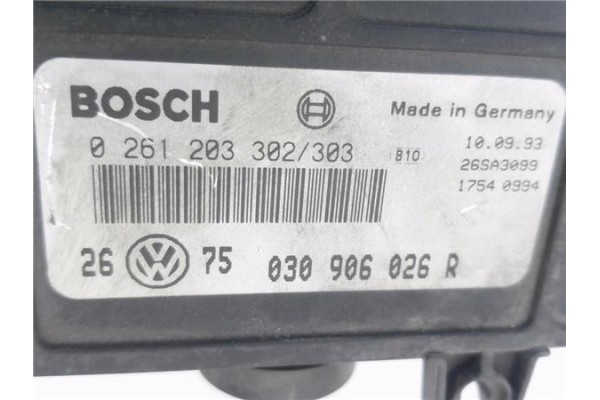 BOSCH
Made in Germany
0 261 203 302/303
B10
10.09.93
26SA3099
1754 0994
26 VW 75 030 906 026 R